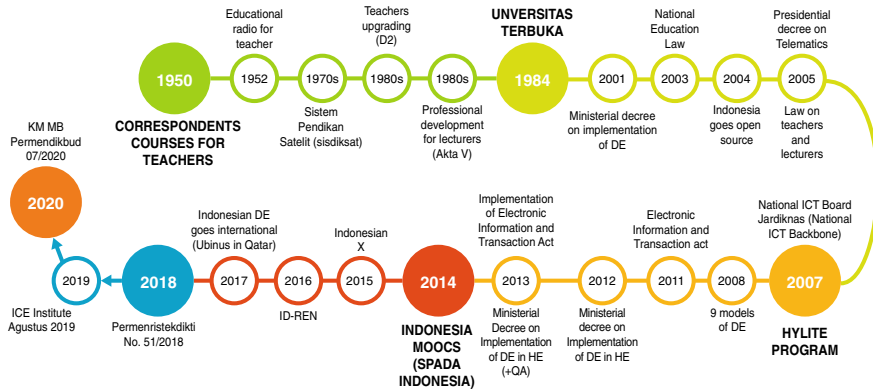 Educational
radio for
teacher
Teachers
upgrading
(D2)
UNVERSITAS
TERBUKA
National
Education
Law
Presidential
decree on
Telematics
1950
1952
1970s
1980s
1980s
1984
2001
2003
2004
2005
CORRESPONDENTS
COURSES FOR
TEACHERS
Sistem
Pendikan
Satelit (sisdiksat)
Professional
development
for lecturers
(Akta V)
Ministerial decree
on implementation
of DE
Indonesia
goes open
source
Law on
teachers
and
lecturers
KM MB
Permendikbud
07/2020
2020
Indonesian DE
goes international
(Ubinus in Qatar)
Indonesian
X
Implementation
of Electronic
Information and
Transaction Act
Electronic
Information and
Transaction act
National ICT Board
Jardiknas (National
ICT Backbone)
2019
2018
2017
2016
2015
2014
2013
2012
2011
2008
2007
ICE Institute
Agustus 2019
Permenristekdikti
No. 51/2018
ID-REN
INDONESIA
MOOCS
(SPADA
INDONESIA)
Ministerial
Decree on
Implementation
of DE in HE
(+QA)
Ministerial
decree on
Implementation
of DE in HE
9 models
of DE
HYLITE
PROGRAM